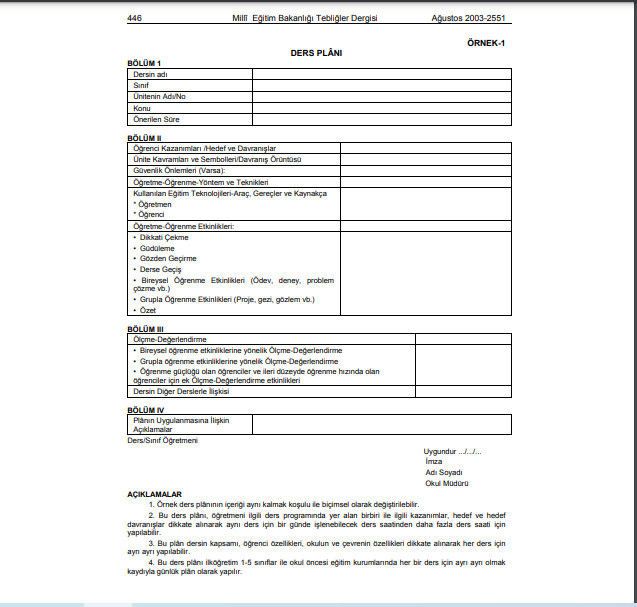 446 Millî Eğitim Bakanlığı Tebliğler Dergisi Ağustos 2003-2551
ÖRNEK-1
DERS PLÂNI
BÖLÜM 1
Dersin adı
Sınıf
Ünitenin Adı/No
Konu
Önerilen Süre
BÖLÜM II
Öğrenci Kazanımları /Hedef ve Davranışlar
Ünite Kavramları ve Sembolleri/Davranış Örüntüsü
Güvenlik Önlemleri (Varsa):
Öğretme-Öğrenme-Yöntem ve Teknikleri
Kullanılan Eğitim Teknolojileri-Araç, Gereçler ve Kaynakça
* Öğretmen
* Öğrenci
Öğretme-Öğrenme Etkinlikleri:
• Dikkati Çekme
• Güdüleme
• Gözden Geçirme
• Derse Geçiş
• Bireysel Öğrenme Etkinlikleri (Ödev, deney, problem
çözme vb.)
• Grupla Öğrenme Etkinlikleri (Proje, gezi, gözlem vb.)
• Özet
BÖLÜM III
Ölçme-Değerlendirme
• Bireysel öğrenme etkinliklerine yönelik Ölçme-Değerlendirme
• Grupla öğrenme etkinliklerine yönelik Ölçme-Değerlendirme
• Öğrenme güçlüğü olan öğrenciler ve ileri düzeyde öğrenme hızında olan
öğrenciler için ek Ölçme-Değerlendirme etkinlikleri
Dersin Diğer Derslerle İlişkisi
BÖLÜM IV
Plânın Uygulanmasına İlişkin
Açıklamalar
Ders/Sınıf Öğretmeni
Uygundur .../.../...
İmza
Adı Soyadı
Okul Müdürü
AÇIKLAMALAR
1. Örnek ders plânının içeriği aynı kalmak koşulu ile biçimsel olarak değiştirilebilir.
2. Bu ders plânı, öğretmeni ilgili ders programında yer alan birbiri ile ilgili kazanımlar, hedef ve hedef
davranışlar dikkate alınarak aynı ders için bir günde işlenebilecek ders saatinden daha fazla ders saati için
yapılabilir.
3. Bu plân dersin kapsamı, öğrenci özellikleri, okulun ve çevrenin özellikleri dikkate alınarak her ders için
ayrı ayrı yapılabilir.
4. Bu ders plânı ilköğretim 1-5 sınıflar ile okul öncesi eğitim kurumlarında her bir ders için ayrı ayrı olmak
kaydıyla günlük plân olarak yapılır.